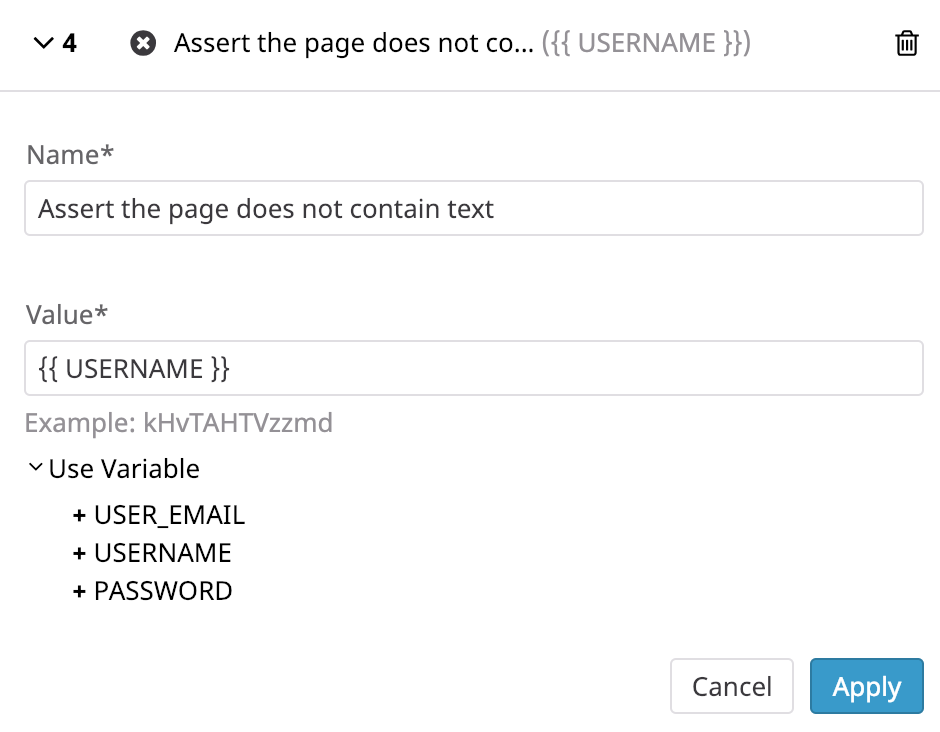 4 Assert the page does not co... ({{ USERNAME }})
Name*
Assert the page does not contain text
Value*
{{ USERNAME }}
Example: kHvTAHTVzzmd
Use Variable
+ USER_EMAIL
+ USERNAME
+ PASSWORD
Cancel Apply